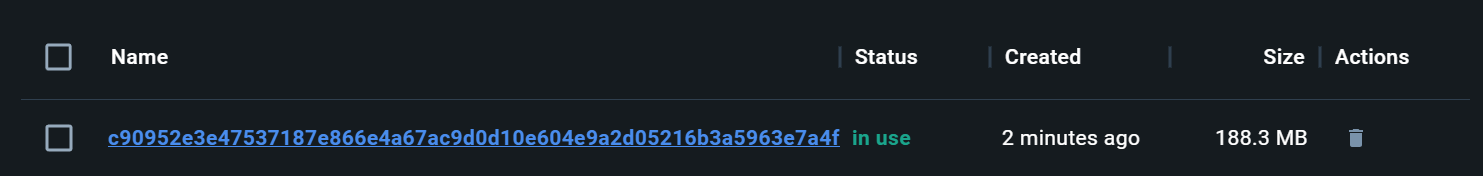 Name Status Created Size Actions
c90952e3e47537187e866e4a67ac9d0d10e604e9a2d05216b3a5963e7a4f in use 2 minutes ago 188.3 MB